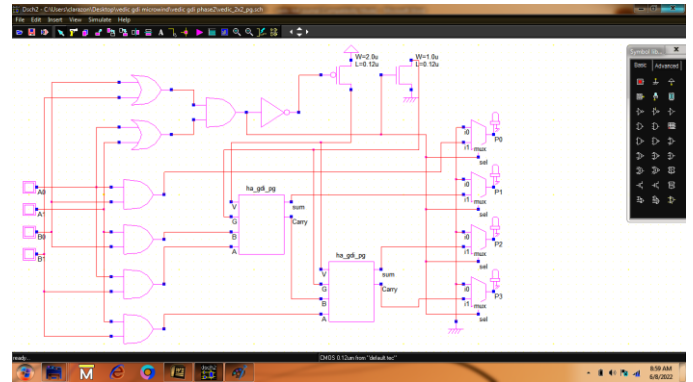 Dsch2 - C:\Users\clarazon\Desktop\vedic gdi microwind\vedic gdi phase2\vedic_2x2_pg.sch
File Edit Insert View Simulate Help
W=2.0u
L=0.12u
W=1.0u
L=0.12u
Symbol lib...
Basic
Advanced
i0
i1
mux
sel
P0
A0
A1
B0
B1
ha_gdi_pg
V
G
B
A
sum
Carry
i0
i1
mux
sel
P1
ha_gdi_pg
V
G
B
A
sum
Carry
i0
i1
mux
sel
P2
i0
i1
mux
sel
P3
ready...
CMOS 0.12um from "default.tec"
8:59 AM
6/8/2022